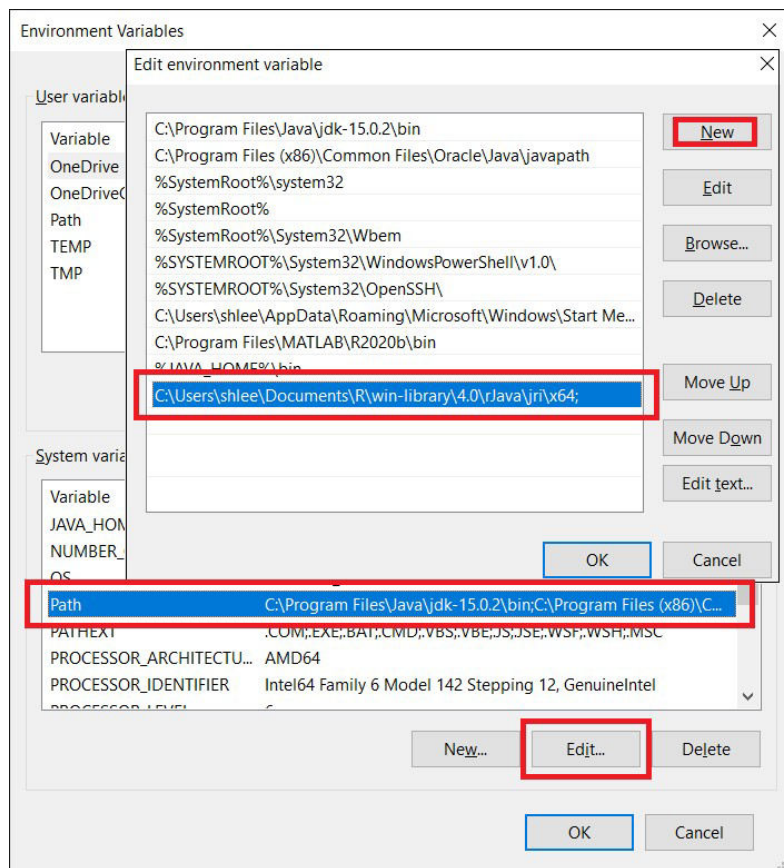 Environment Variables
Edit environment variable
User variabl
Variable
OneDrive
OneDrive
Path
TEMP
TMP
C:\Program Files\Java\jdk-15.0.2\bin
C:\Program Files (x86)\Common Files\Oracle\Java\javapath
%SystemRoot%\system32
%SystemRoot%
%SystemRoot%\System32\Wbem
%SYSTEMROOT%\System32\WindowsPowerShell\v1.0\
%SYSTEMROOT%\System32\OpenSSH\
C:\Users\shlee\AppData\Roaming\Microsoft\Windows\Start Me...
C:\Program Files\MATLAB\R2020b\bin
%JAVA_HOME%\bin
C:\Users\shlee\Documents\R\win-library\4.0\rJava\jri\x64;
New
Edit
Browse...
Delete
Move Up
Move Down
Edit text...
OK
Cancel
System varia
Variable
JAVA_HOM
NUMBER_
OS
Path C:\Program Files\Java\jdk-15.0.2\bin;C:\Program Files (x86)\C...
PATHEXT .COM;.EXE;.BAT;.CMD;.VBS;.VBE;.JS;.JSE;.WSF;.WSH;.MSC
PROCESSOR_ARCHITECTU... AMD64
PROCESSOR_IDENTIFIER Intel64 Family 6 Model 142 Stepping 12, GenuineIntel
PROCESSOR_LEVEL 6
New...
Edit...
Delete
OK
Cancel